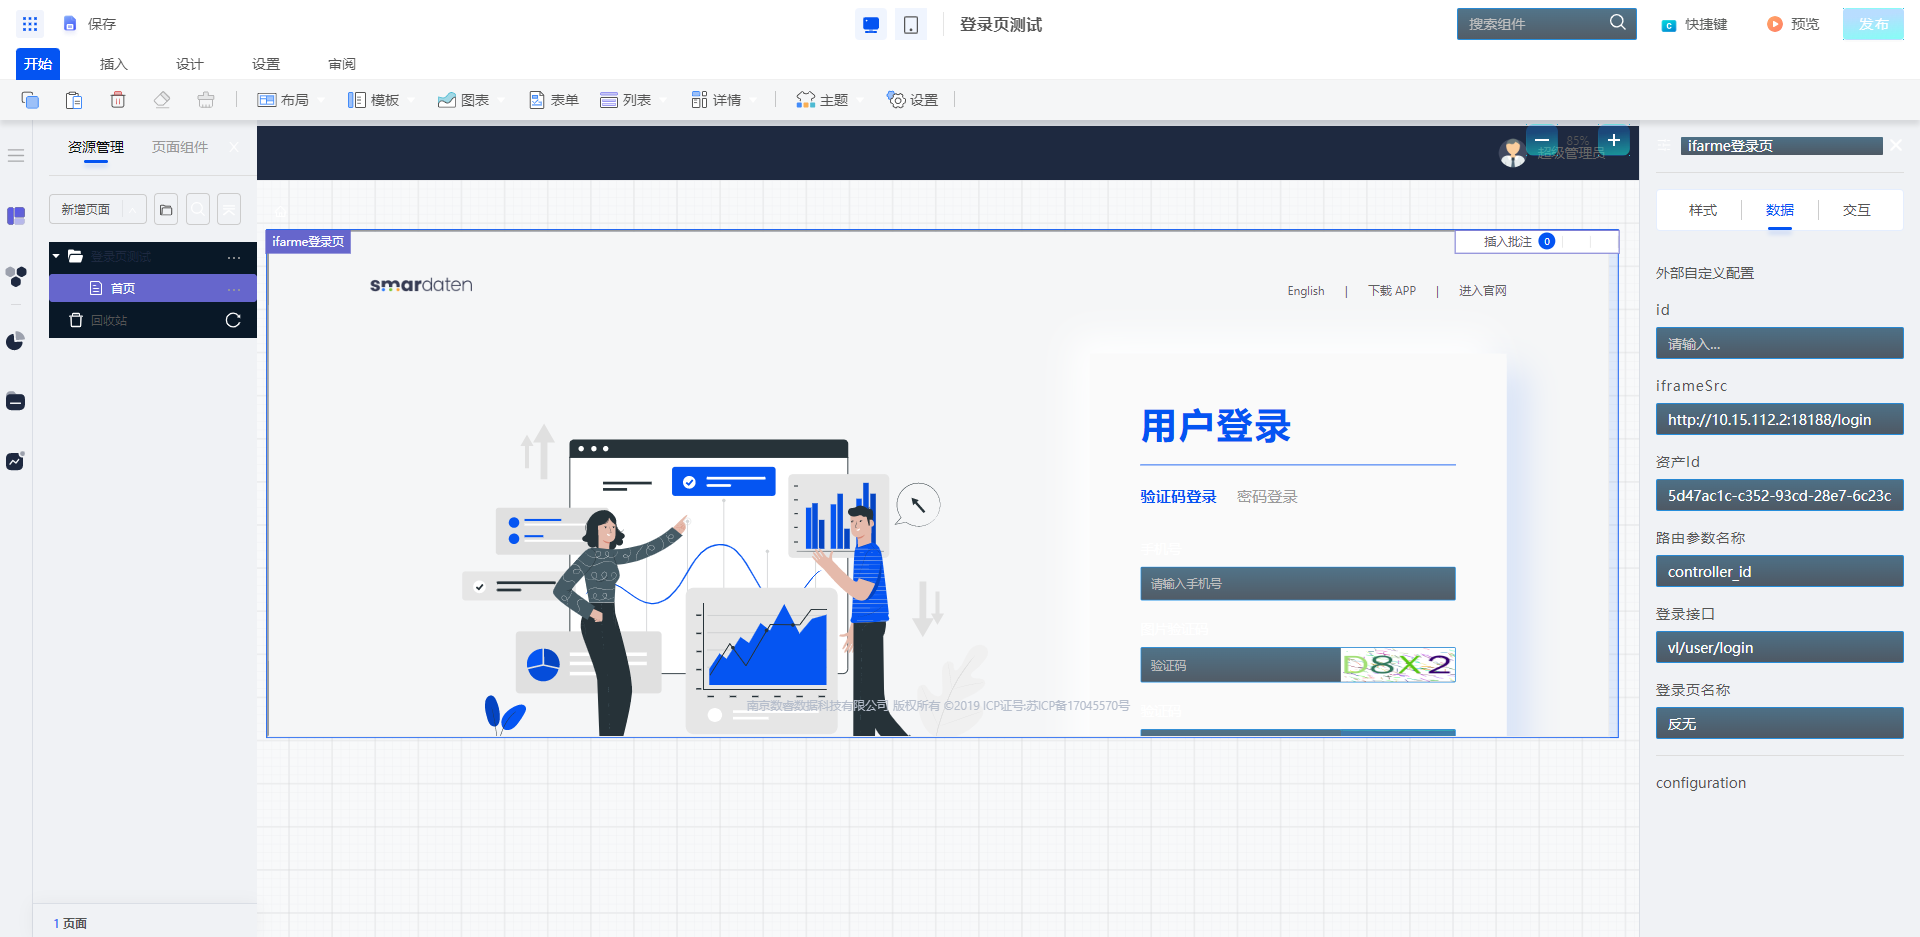 保存
登录页测试
搜索组件
快捷键
预览
发布
开始
插入
设计
设置
审阅
布局
模板
图表
表单
列表
详情
主题
设置
资源管理
页面组件
新增页面
登录页测试
首页
回收站
1 页面
85%
超级管理员
ifarme登录页
插入批注 0
smardaten
English | 下载 APP | 进入官网
用户登录
验证码登录 密码登录
手机号
请输入手机号
图片验证码
验证码
D8X2
验证码
南京数睿数据科技有限公司 版权所有 ©2019 ICP证号:苏ICP备17045570号
ifarme登录页
样式
数据
交互
外部自定义配置
id
请输入...
iframeSrc
http://10.15.112.2:18188/login
资产Id
5d47ac1c-c352-93cd-28e7-6c23c
路由参数名称
controller_id
登录接口
vl/user/login
登录页名称
反无
configuration